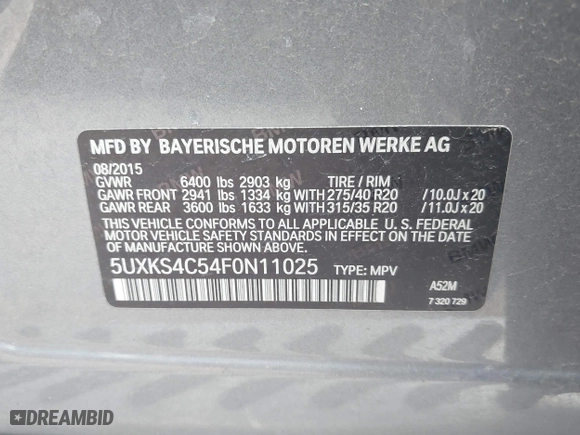 MFD BY BAYERISCHE MOTOREN WERKE AG
08/2015
GVWR 6400 lbs 2903 kg TIRE / RIM
GAWR FRONT 2941 lbs 1334 kg WITH 275/40 R20 /10.0J x 20
GAWR REAR 3600 lbs 1633 kg WITH 315/35 R20 /11.0J x 20
THIS VEHICLE CONFORMS TO ALL APPLICABLE U. S. FEDERAL
MOTOR VEHICLE SAFETY STANDARDS IN EFFECT ON THE DATE OF
MANUFACTURE SHOWN ABOVE.
5UXKS4C54F0N11025 TYPE: MPV
A52M
7 320 729
DREAMBID